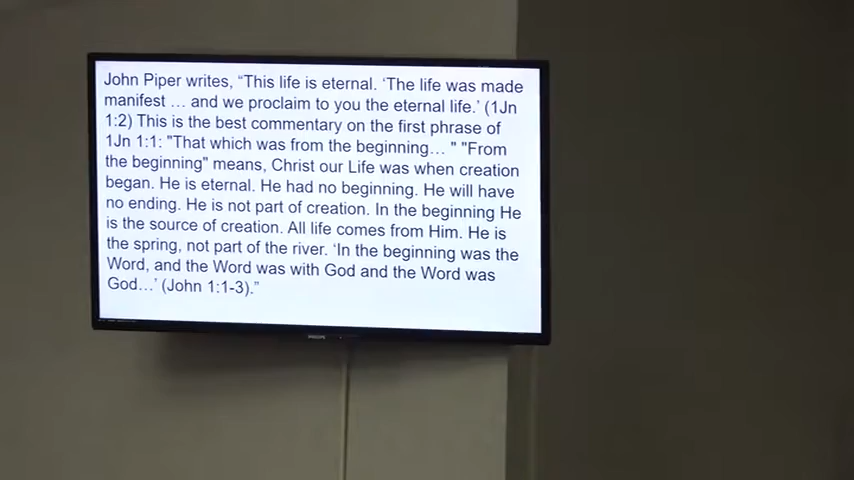 John Piper writes, “This life is eternal. ‘The life was made
manifest … and we proclaim to you the eternal life.’ (1Jn
1:2) This is the best commentary on the first phrase of
1Jn 1:1: "That which was from the beginning… " "From
the beginning" means, Christ our Life was when creation
began. He is eternal. He had no beginning. He will have
no ending. He is not part of creation. In the beginning He
is the source of creation. All life comes from Him. He is
the spring, not part of the river. ‘In the beginning was the
Word, and the Word was with God and the Word was
God…’ (John 1:1-3).”
PHILIPS